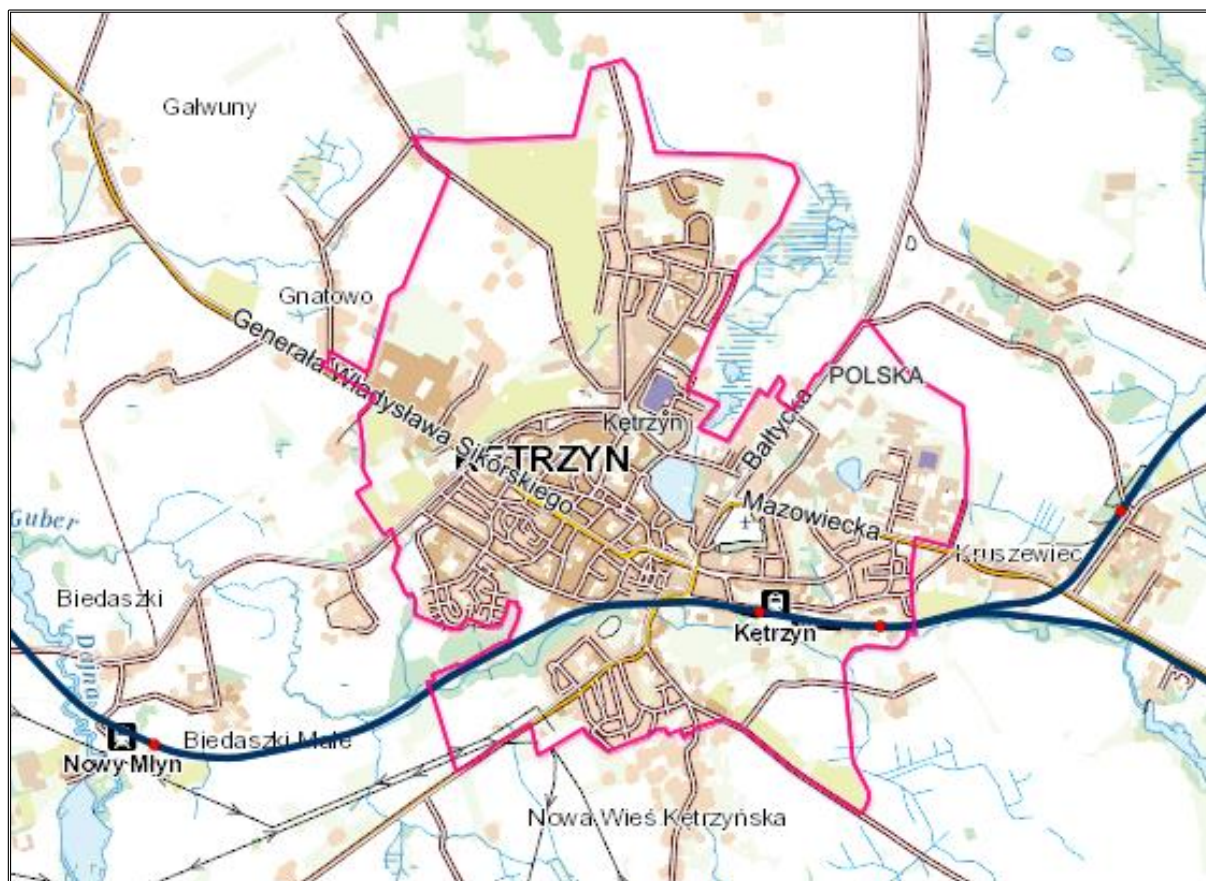 Gałwuny
Gnatowo
Generała Władysława Sikorskiego
POLSKA
Bałtycka
Kętrzyn
KĘTRZYN
Mazowiecka
Guber
Kruszewiec
Biedaszki
Kętrzyn
Dajna
Biedaszki Małe
Nowy Młyn
Nowa Wieś Kętrzyńska